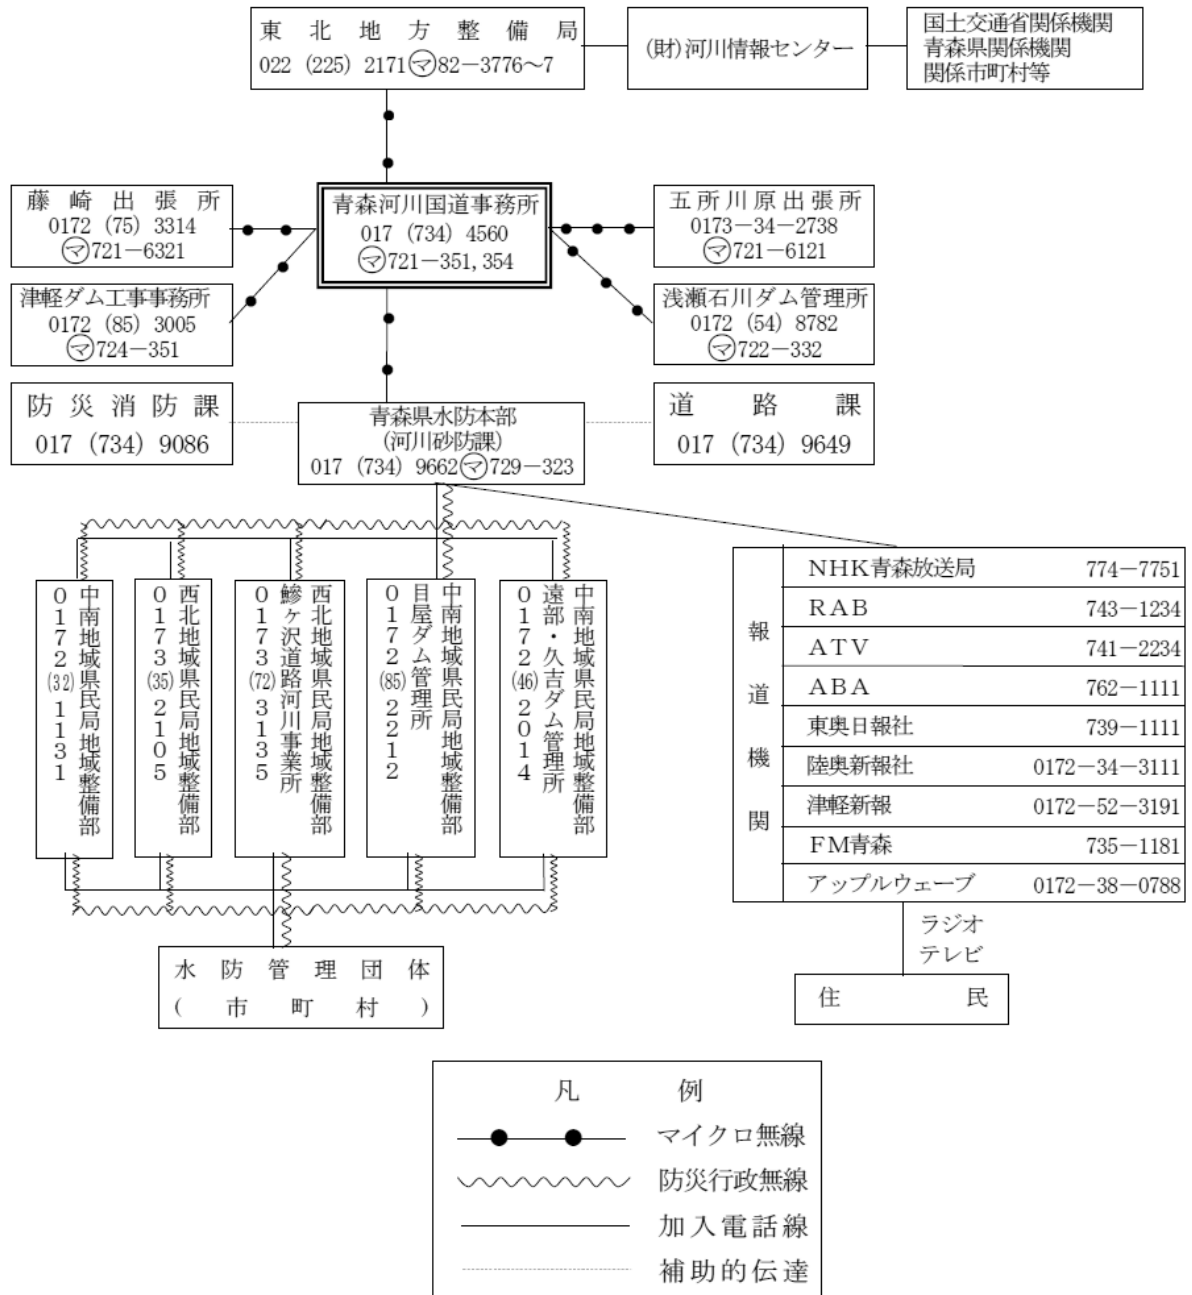 東北地方整備局
022 (225) 2171㋮82－3776～7
(財)河川情報センター
国土交通省関係機関
青森県関係機関
関係市町村等
藤崎出張所
0172 (75) 3314
㋮721－6321
青森河川国道事務所
017 (734) 4560
㋮721－351, 354
五所川原出張所
0173－34－2738
㋮721－6121
津軽ダム工事事務所
0172 (85) 3005
㋮724－351
浅瀬石川ダム管理所
0172 (54) 8782
㋮722－332
防災消防課
017 (734) 9086
青森県水防本部
(河川砂防課)
017 (734) 9662㋮729－323
道路課
017 (734) 9649
中南地域県民局地域整備部
0172(32)1131
西北地域県民局地域整備部
0173(35)2105
西北地域県民局地域整備部
鰺ヶ沢道路河川事業所
0173(72)3135
中南地域県民局地域整備部
目屋ダム管理所
0172(85)2212
中南地域県民局地域整備部
遠部・久吉ダム管理所
0172(46)2014
報道機関
NHK青森放送局 774－7751
RAB 743－1234
ATV 741－2234
ABA 762－1111
東奥日報社 739－1111
陸奥新報社 0172－34－3111
津軽新報 0172－52－3191
FM青森 735－1181
アップルウェーブ 0172－38－0788
ラジオ
テレビ
水防管理団体
(市町村)
住民
凡例
マイクロ無線
防災行政無線
加入電話線
補助的伝達